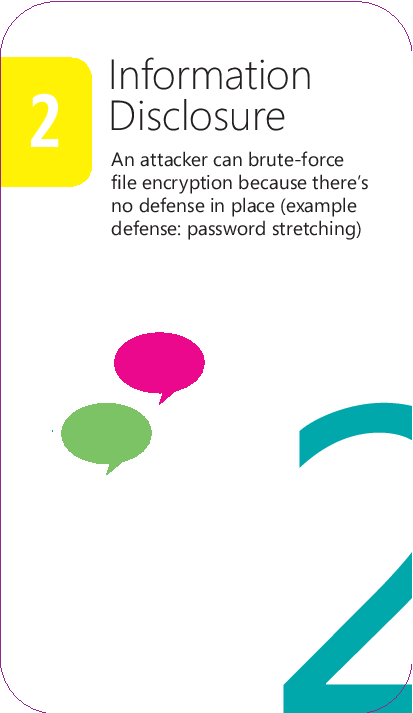 2
Information
Disclosure
An attacker can brute-force
file encryption because there's
no defense in place (example
defense: password stretching)
2